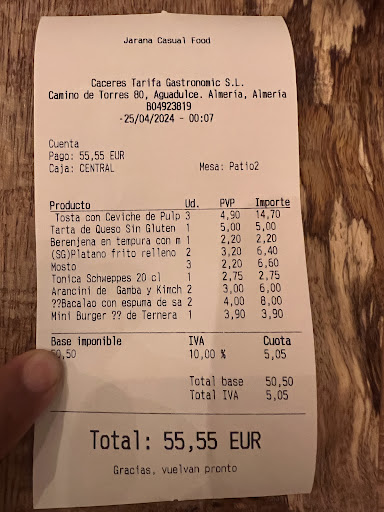 Jarana Casual Food
Caceres Tarifa Gastronomic S.L.
Camino de Torres 80, Aguadulce. Almeria, Almeria
B04923819
-25/04/2024 - 00:07
Cuenta
Pago: 55,55 EUR
Caja: CENTRAL Mesa: Patio2
Producto Ud. PVP Importe
Tosta con Ceviche de Pulp 3 4,90 14,70
Tarta de Queso Sin Gluten 1 5,00 5,00
Berenjena en tempura con m 1 2,20 2,20
(SG)Platano frito relleno 2 3,20 6,40
Mosto 3 2,20 6,60
Tonica Schweppes 20 cl 1 2,75 2,75
Arancini de Gamba y Kimch 2 3,00 6,00
??Bacalao con espuma de sa 2 4,00 8,00
Mini Burger ?? de Ternera 1 3,90 3,90
Base imponible IVA Cuota
50,50 10,00 % 5,05
Total base 50,50
Total IVA 5,05
Total: 55,55 EUR
Gracias, vuelvan pronto